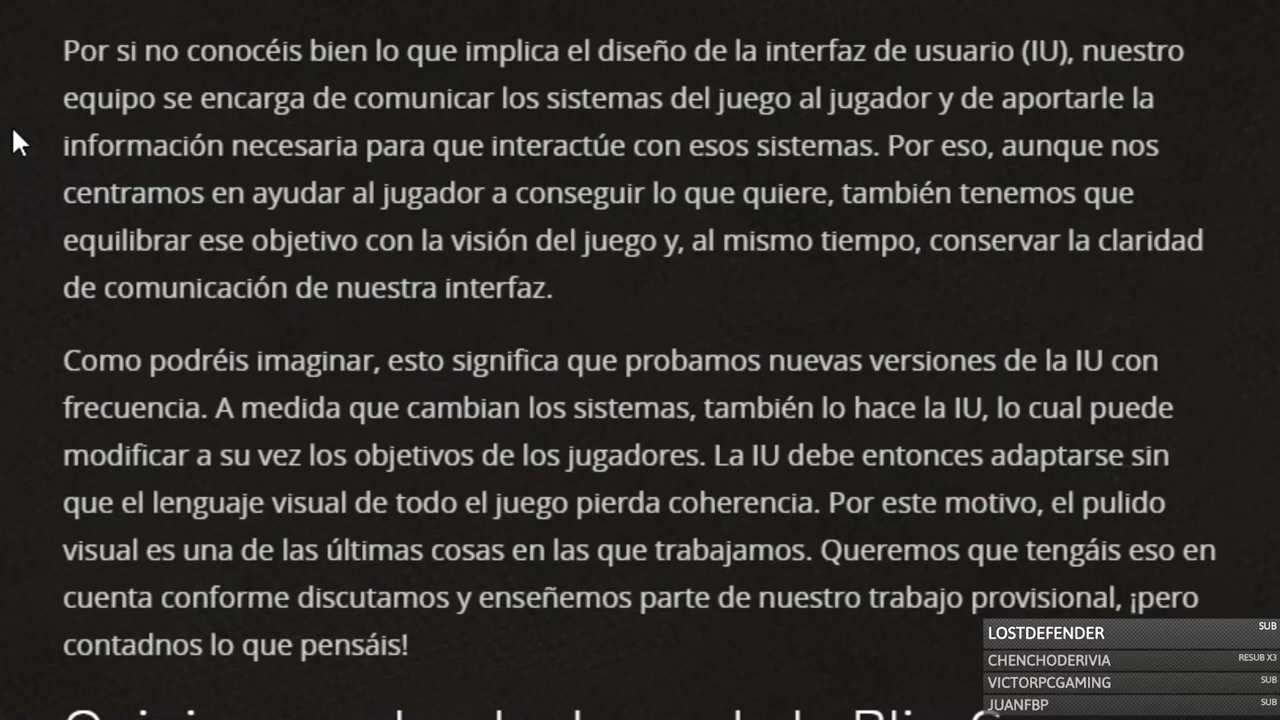 Por si no conocéis bien lo que implica el diseño de la interfaz de usuario (IU), nuestro
equipo se encarga de comunicar los sistemas del juego al jugador y de aportarle la
información necesaria para que interactúe con esos sistemas. Por eso, aunque nos
centramos en ayudar al jugador a conseguir lo que quiere, también tenemos que
equilibrar ese objetivo con la visión del juego y, al mismo tiempo, conservar la claridad
de comunicación de nuestra interfaz.
Como podréis imaginar, esto significa que probamos nuevas versiones de la IU con
frecuencia. A medida que cambian los sistemas, también lo hace la IU, lo cual puede
modificar a su vez los objetivos de los jugadores. La IU debe entonces adaptarse sin
que el lenguaje visual de todo el juego pierda coherencia. Por este motivo, el pulido
visual es una de las últimas cosas en las que trabajamos. Queremos que tengáis eso en
cuenta conforme discutamos y enseñemos parte de nuestro trabajo provisional, ¡pero
contadnos lo que pensáis!
LOSTDEFENDER SUB
CHENCHODERIVIA RESUB X3
VICTORPCGAMING SUB
JUANFBP SUB